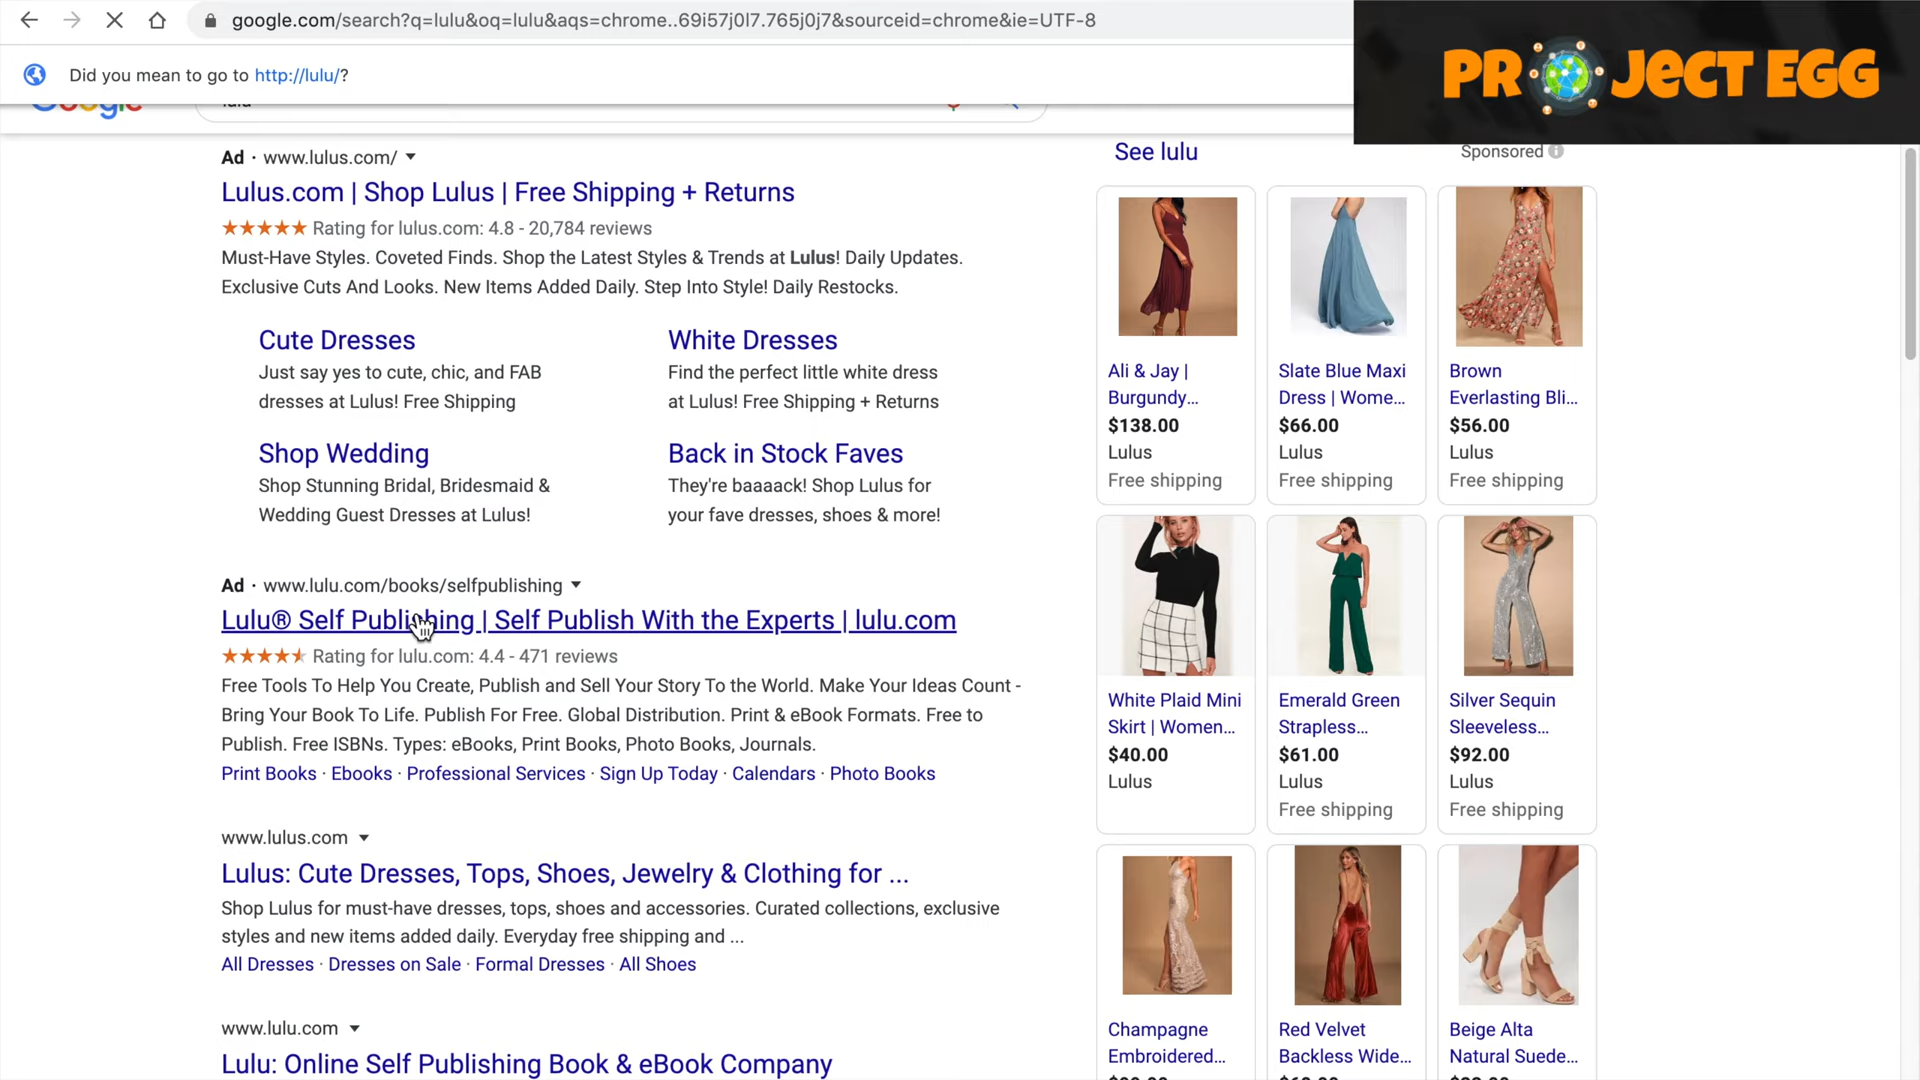 google.com/search?q=lulu&oq=lulu&aqs=chrome..69i57j0l7.765j0j7&sourceid=chrome&ie=UTF-8
PROJECT EGG
Did you mean to go to http://lulu/?
Google
lulu
Ad · www.lulus.com/
Lulus.com | Shop Lulus | Free Shipping + Returns
Rating for lulus.com: 4.8 - 20,784 reviews
Must-Have Styles. Coveted Finds. Shop the Latest Styles & Trends at Lulus! Daily Updates.
Exclusive Cuts And Looks. New Items Added Daily. Step Into Style! Daily Restocks.
Cute Dresses
Just say yes to cute, chic, and FAB
dresses at Lulus! Free Shipping
White Dresses
Find the perfect little white dress
at Lulus! Free Shipping + Returns
Shop Wedding
Shop Stunning Bridal, Bridesmaid &
Wedding Guest Dresses at Lulus!
Back in Stock Faves
They're baaaack! Shop Lulus for
your fave dresses, shoes & more!
Ad · www.lulu.com/books/selfpublishing
Lulu® Self Publishing | Self Publish With the Experts | lulu.com
Rating for lulu.com: 4.4 - 471 reviews
Free Tools To Help You Create, Publish and Sell Your Story To the World. Make Your Ideas Count -
Bring Your Book To Life. Publish For Free. Global Distribution. Print & eBook Formats. Free to
Publish. Free ISBNs. Types: eBooks, Print Books, Photo Books, Journals.
Print Books · Ebooks · Professional Services · Sign Up Today · Calendars · Photo Books
www.lulus.com
Lulus: Cute Dresses, Tops, Shoes, Jewelry & Clothing for ...
Shop Lulus for must-have dresses, tops, shoes and accessories. Curated collections, exclusive
styles and new items added daily. Everyday free shipping and ...
All Dresses · Dresses on Sale · Formal Dresses · All Shoes
www.lulu.com
Lulu: Online Self Publishing Book & eBook Company
See lulu
Sponsored
Ali & Jay |
Burgundy...
$138.00
Lulus
Free shipping
Slate Blue Maxi
Dress | Wome...
$66.00
Lulus
Free shipping
Brown
Everlasting Bli...
$56.00
Lulus
Free shipping
White Plaid Mini
Skirt | Women...
$40.00
Lulus
Emerald Green
Strapless...
$61.00
Lulus
Free shipping
Silver Sequin
Sleeveless...
$92.00
Lulus
Free shipping
Champagne
Embroidered...
Red Velvet
Backless Wide...
Beige Alta
Natural Suede...